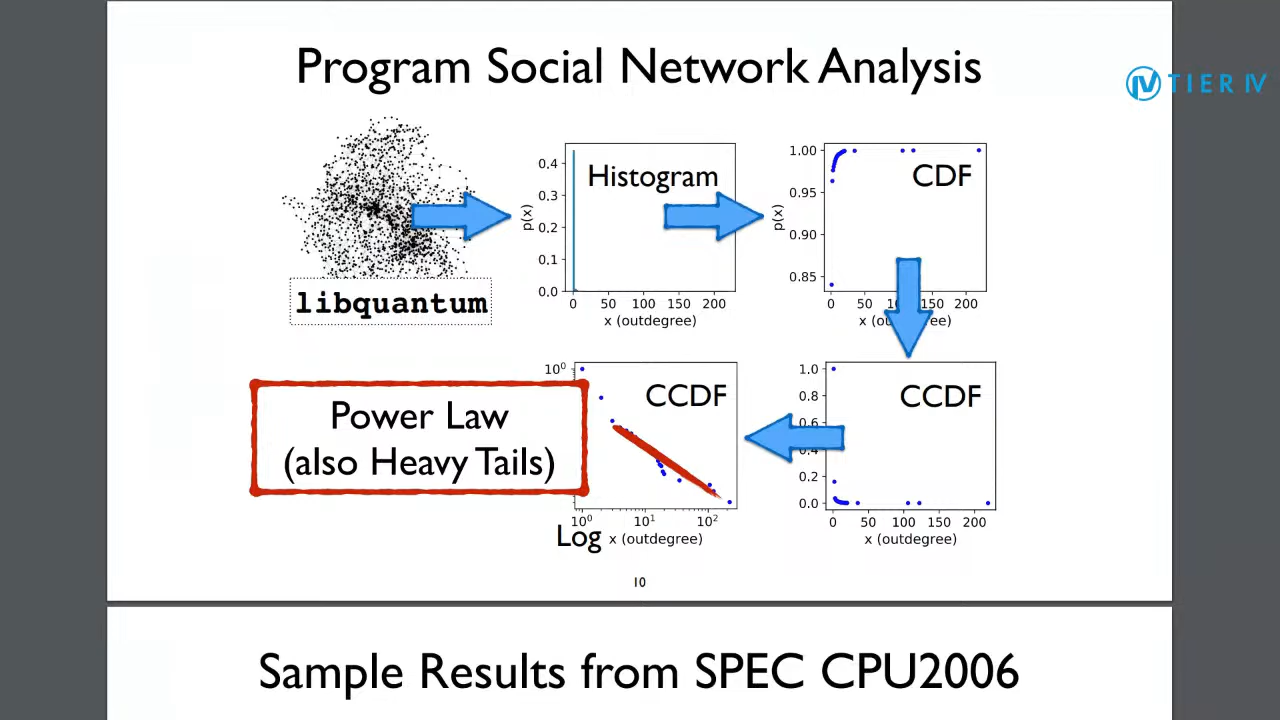 Program Social Network Analysis
TIER IV
libquantum
Histogram
0.4
0.3
0.2
0.1
0.0
p(x)
0 50 100 150 200
x (outdegree)
CDF
1.00
0.95
0.90
0.85
p(x)
0 50 200
x (outdegree)
CCDF
1.0
0.8
0.6
0.4
0.2
0.0
0 50 100 150 200
x (outdegree)
CCDF
10⁰
10⁰ 10¹ 10²
Log x (outdegree)
Power Law
(also Heavy Tails)
10
Sample Results from SPEC CPU2006